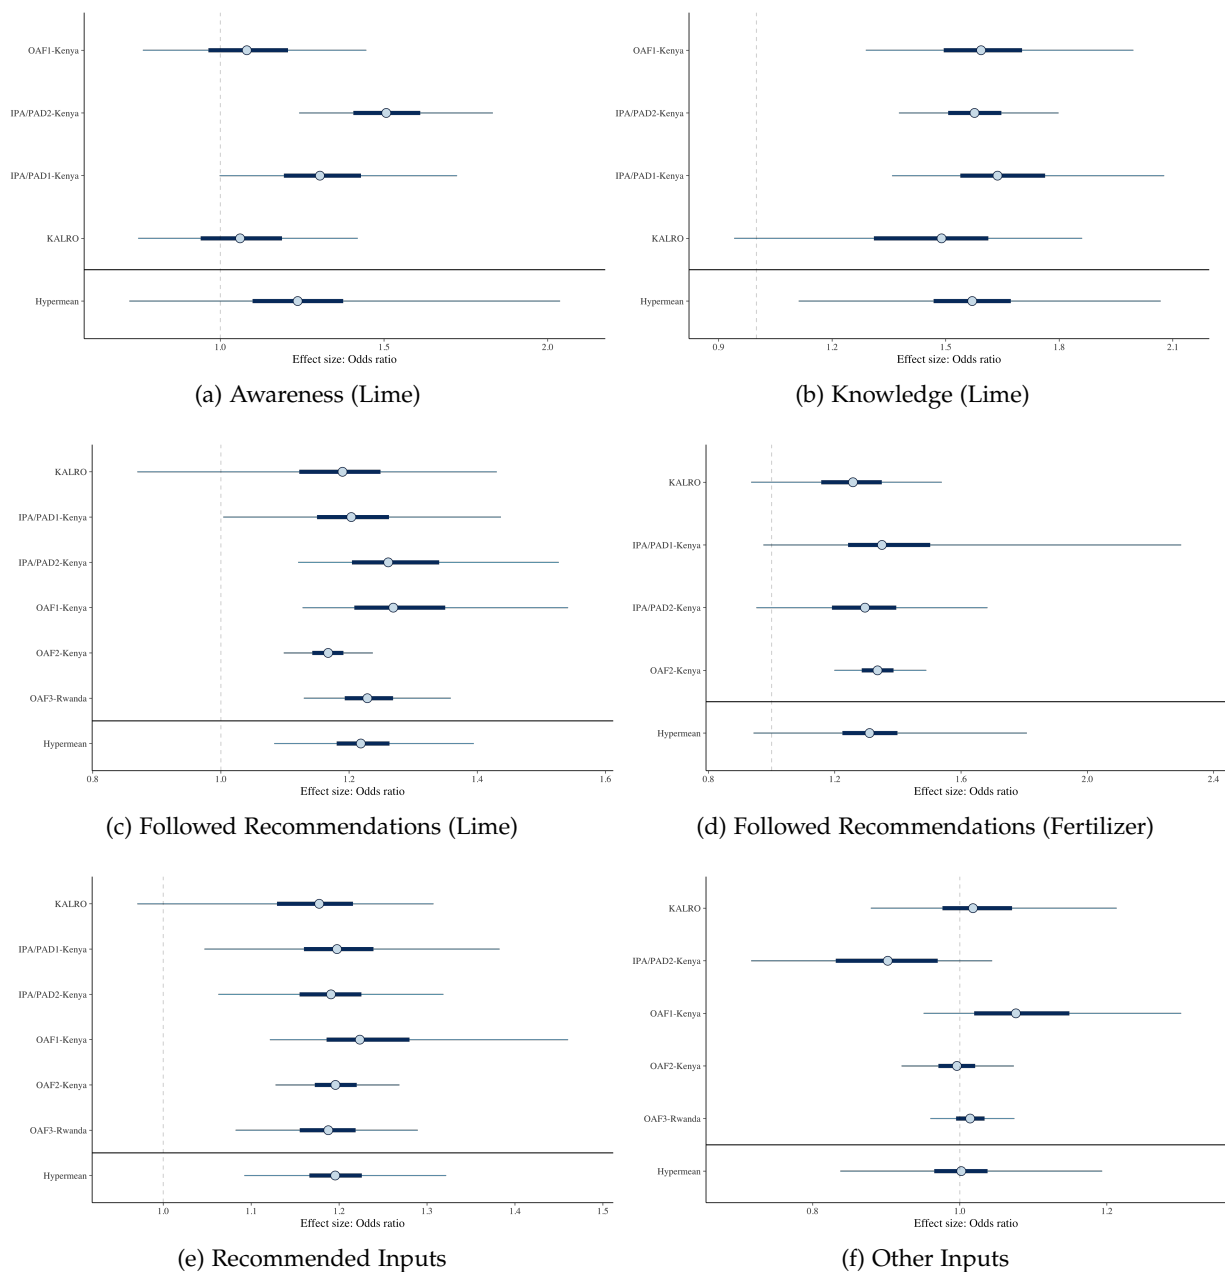 OAF1-Kenya
IPA/PAD2-Kenya
IPA/PAD1-Kenya
KALRO
Hypermean
1.0 1.5 2.0
Effect size: Odds ratio
(a) Awareness (Lime)
OAF1-Kenya
IPA/PAD2-Kenya
IPA/PAD1-Kenya
KALRO
Hypermean
0.9 1.2 1.5 1.8 2.1
Effect size: Odds ratio
(b) Knowledge (Lime)
KALRO
IPA/PAD1-Kenya
IPA/PAD2-Kenya
OAF1-Kenya
OAF2-Kenya
OAF3-Rwanda
Hypermean
0.8 1.0 1.2 1.4 1.6
Effect size: Odds ratio
(c) Followed Recommendations (Lime)
KALRO
IPA/PAD1-Kenya
IPA/PAD2-Kenya
OAF2-Kenya
Hypermean
0.8 1.2 1.6 2.0 2.4
Effect size: Odds ratio
(d) Followed Recommendations (Fertilizer)
KALRO
IPA/PAD1-Kenya
IPA/PAD2-Kenya
OAF1-Kenya
OAF2-Kenya
OAF3-Rwanda
Hypermean
1.0 1.1 1.2 1.3 1.4 1.5
Effect size: Odds ratio
(e) Recommended Inputs
KALRO
IPA/PAD2-Kenya
OAF1-Kenya
OAF2-Kenya
OAF3-Rwanda
Hypermean
0.8 1.0 1.2
Effect size: Odds ratio
(f) Other Inputs